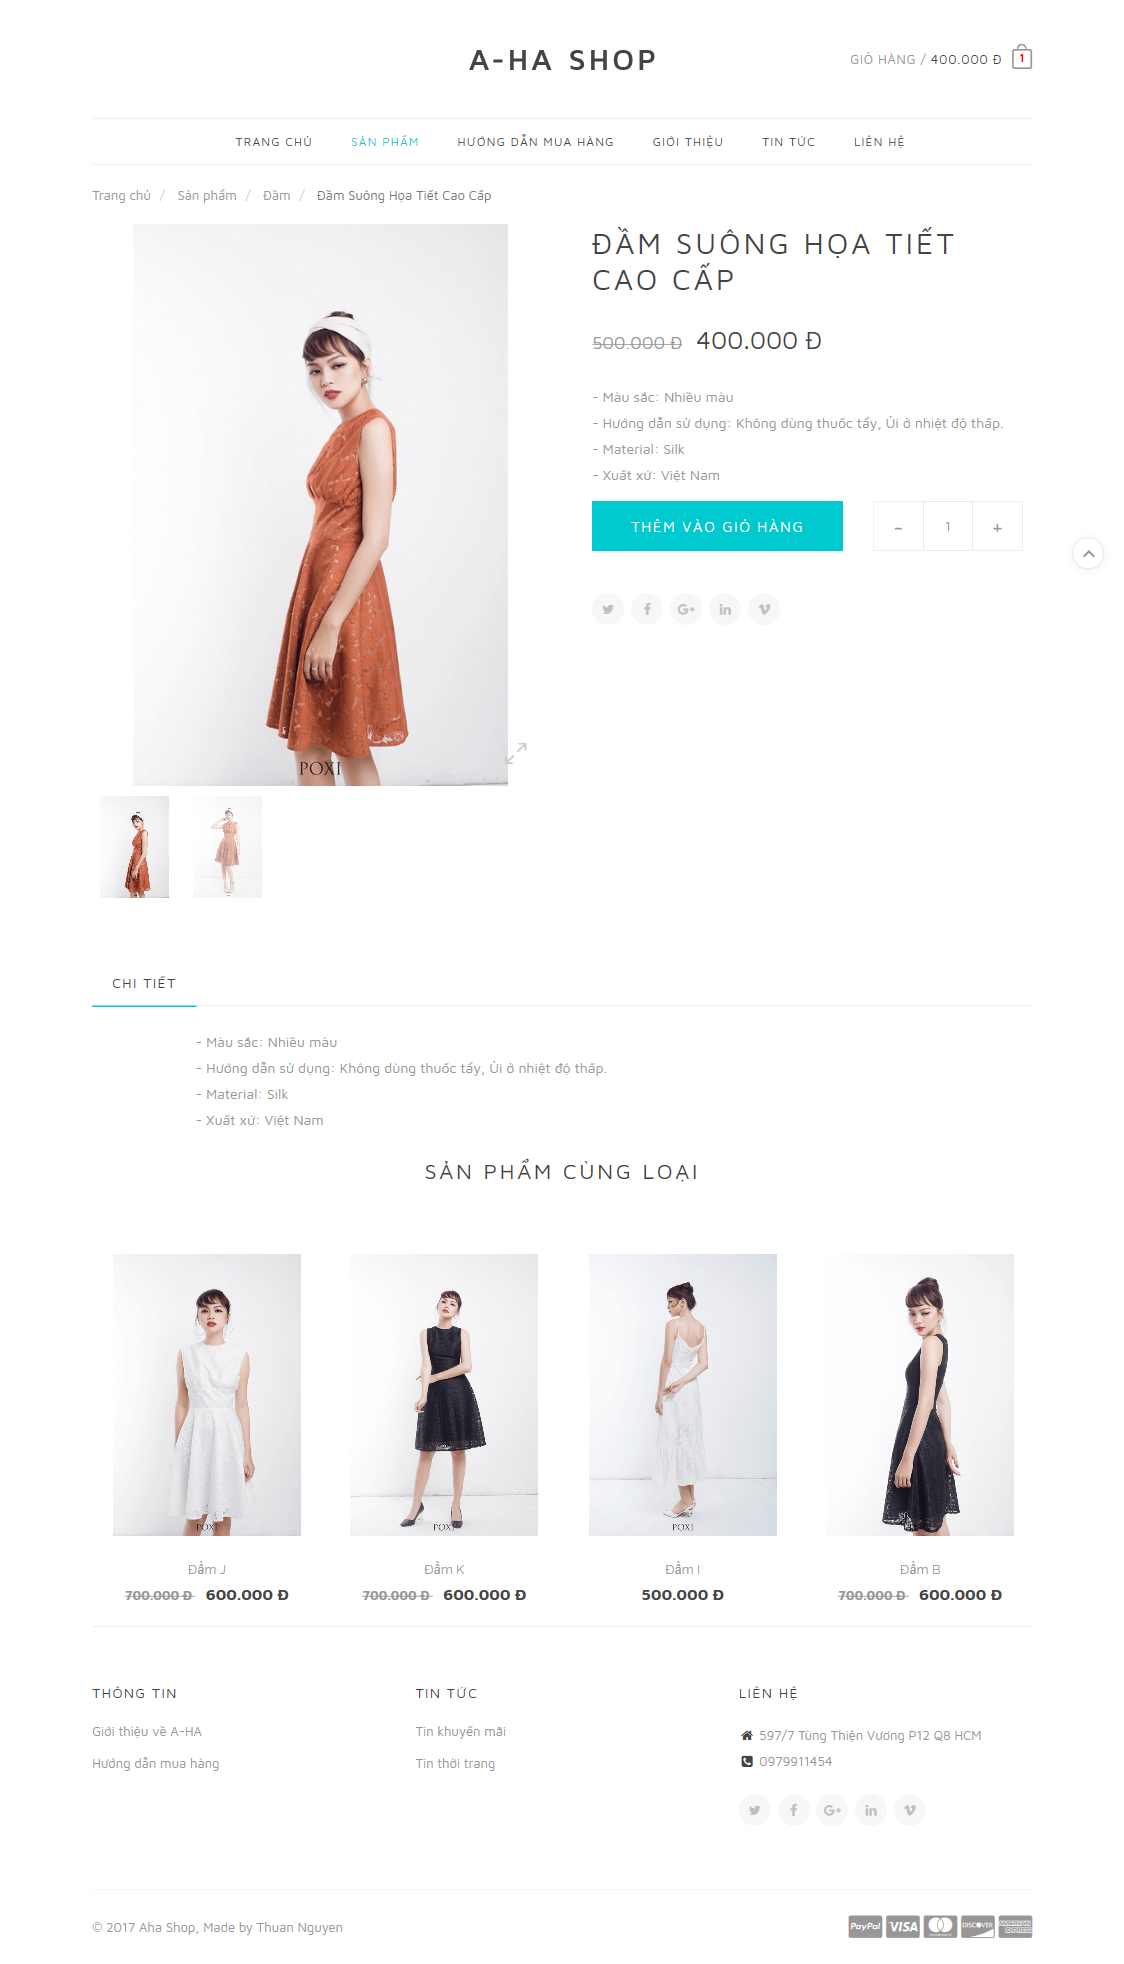 A-HA SHOP
GIỎ HÀNG / 400.000 Đ
1
TRANG CHỦ
SẢN PHẨM
HƯỚNG DẪN MUA HÀNG
GIỚI THIỆU
TIN TỨC
LIÊN HỆ
Trang chủ / Sản phẩm / Đầm / Đầm Suông Họa Tiết Cao Cấp
ĐẦM SUÔNG HỌA TIẾT
CAO CẤP
500.000 Đ 400.000 Đ
- Màu sắc: Nhiều màu
- Hướng dẫn sử dụng: Không dùng thuốc tẩy, Ủi ở nhiệt độ thấp.
- Material: Silk
- Xuất xứ: Việt Nam
THÊM VÀO GIỎ HÀNG
- 1 +
POXI
CHI TIẾT
- Màu sắc: Nhiều màu
- Hướng dẫn sử dụng: Không dùng thuốc tẩy, Ủi ở nhiệt độ thấp.
- Material: Silk
- Xuất xứ: Việt Nam
SẢN PHẨM CÙNG LOẠI
POXI
POXI
POXI
POXI
Đầm J
700.000 Đ 600.000 Đ
Đầm K
700.000 Đ 600.000 Đ
Đầm I
500.000 Đ
Đầm B
700.000 Đ 600.000 Đ
THÔNG TIN
Giới thiệu về A-HA
Hướng dẫn mua hàng
TIN TỨC
Tin khuyến mãi
Tin thời trang
LIÊN HỆ
597/7 Tùng Thiện Vương P12 Q8 HCM
0979911454
© 2017 Aha Shop, Made by Thuan Nguyen
PayPal
VISA
DISCOVER
AMERICAN EXPRESS